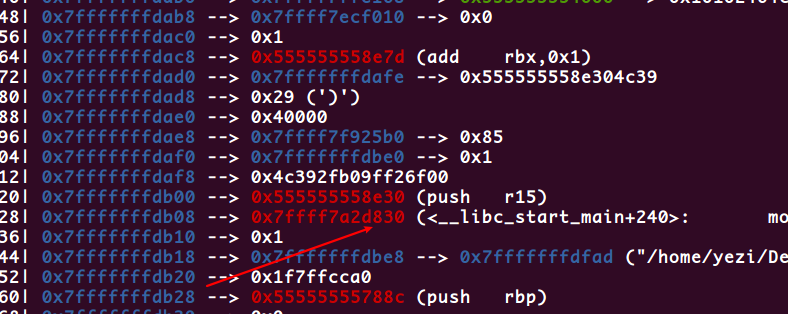 48| 0x7fffffffdab8 --> 0x7ffff7ecf010 --> 0x0
56| 0x7fffffffdac0 --> 0x1
64| 0x7fffffffdac8 --> 0x555555558e7d (add rbx,0x1)
72| 0x7fffffffdad0 --> 0x7fffffffdafe --> 0x555555558e304c39
80| 0x7fffffffdad8 --> 0x29 (')')
88| 0x7fffffffdae0 --> 0x40000
96| 0x7fffffffdae8 --> 0x7ffff7f925b0 --> 0x85
04| 0x7fffffffdaf0 --> 0x7fffffffdbe0 --> 0x1
12| 0x7fffffffdaf8 --> 0x4c392fb09ff26f00
20| 0x7fffffffdb00 --> 0x555555558e30 (push r15)
28| 0x7fffffffdb08 --> 0x7ffff7a2d830 (<__libc_start_main+240>: mo
36| 0x7fffffffdb10 --> 0x1
44| 0x7fffffffdb18 --> 0x7fffffffdbe8 --> 0x7fffffffdfad ("/home/yezi/De
52| 0x7fffffffdb20 --> 0x1f7ffcca0
60| 0x7fffffffdb28 --> 0x55555555788c (push rbp)